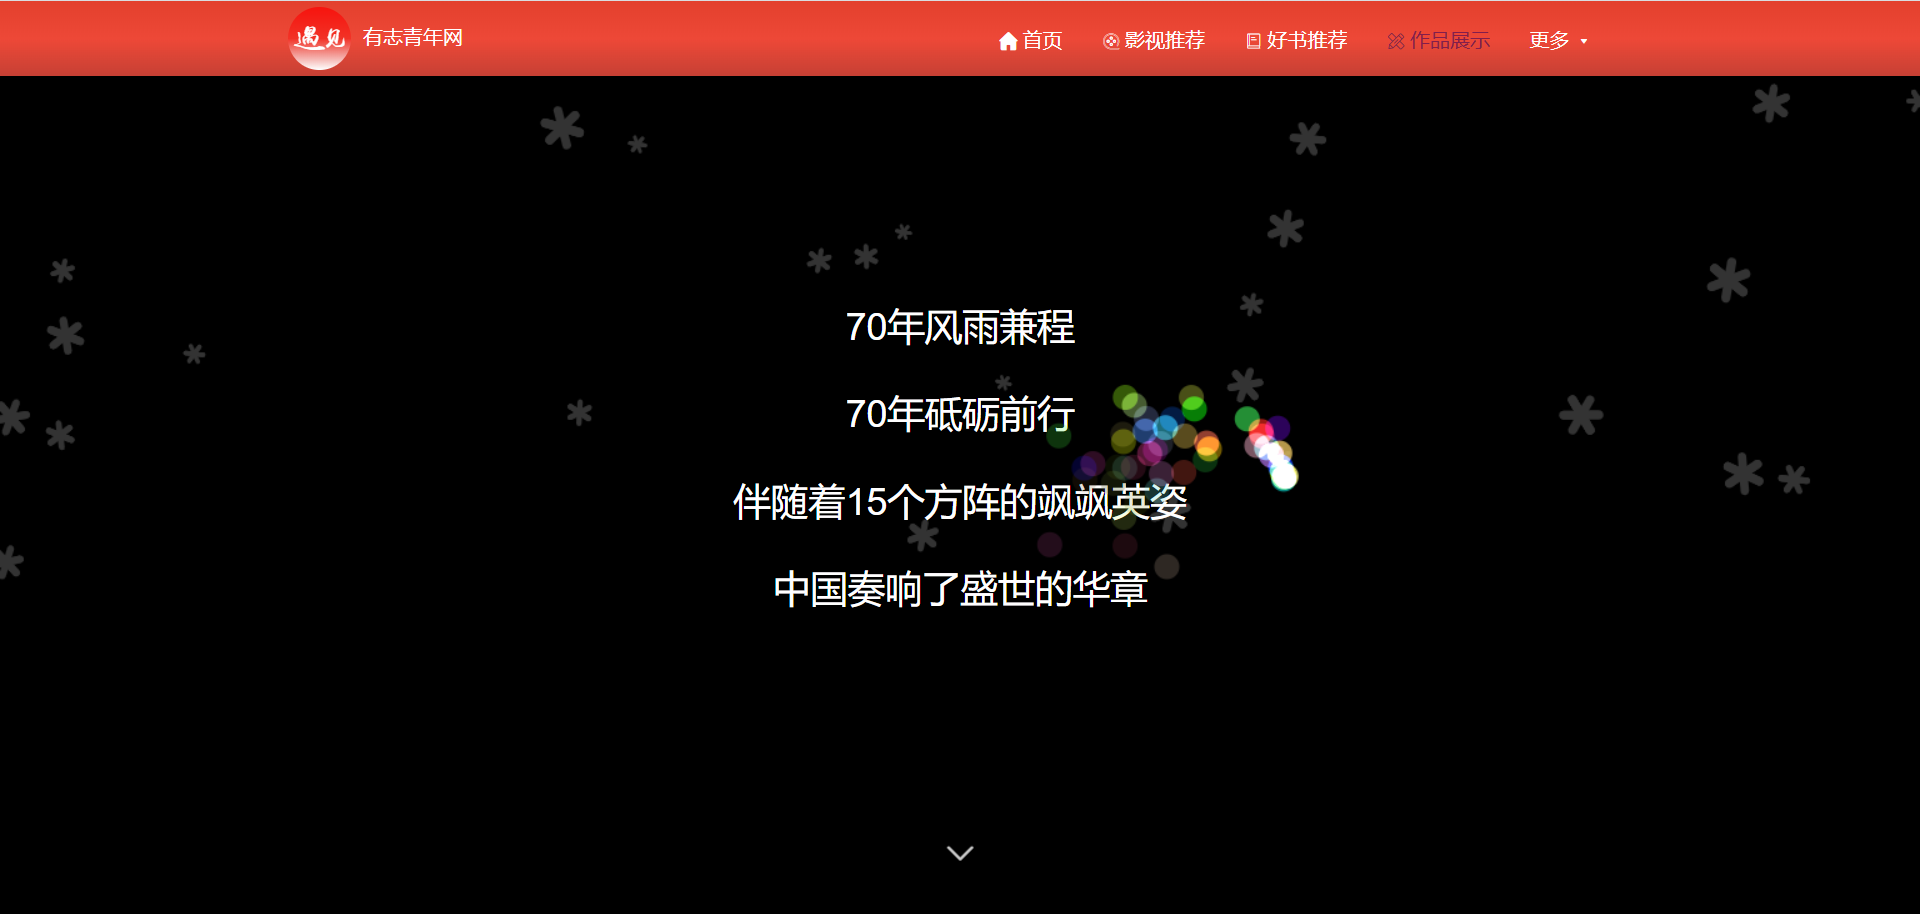 遇见 有志青年网 首页 影视推荐 好书推荐 作品展示 更多
70年风雨兼程
70年砥砺前行
伴随着15个方阵的飒飒英姿
中国奏响了盛世的华章